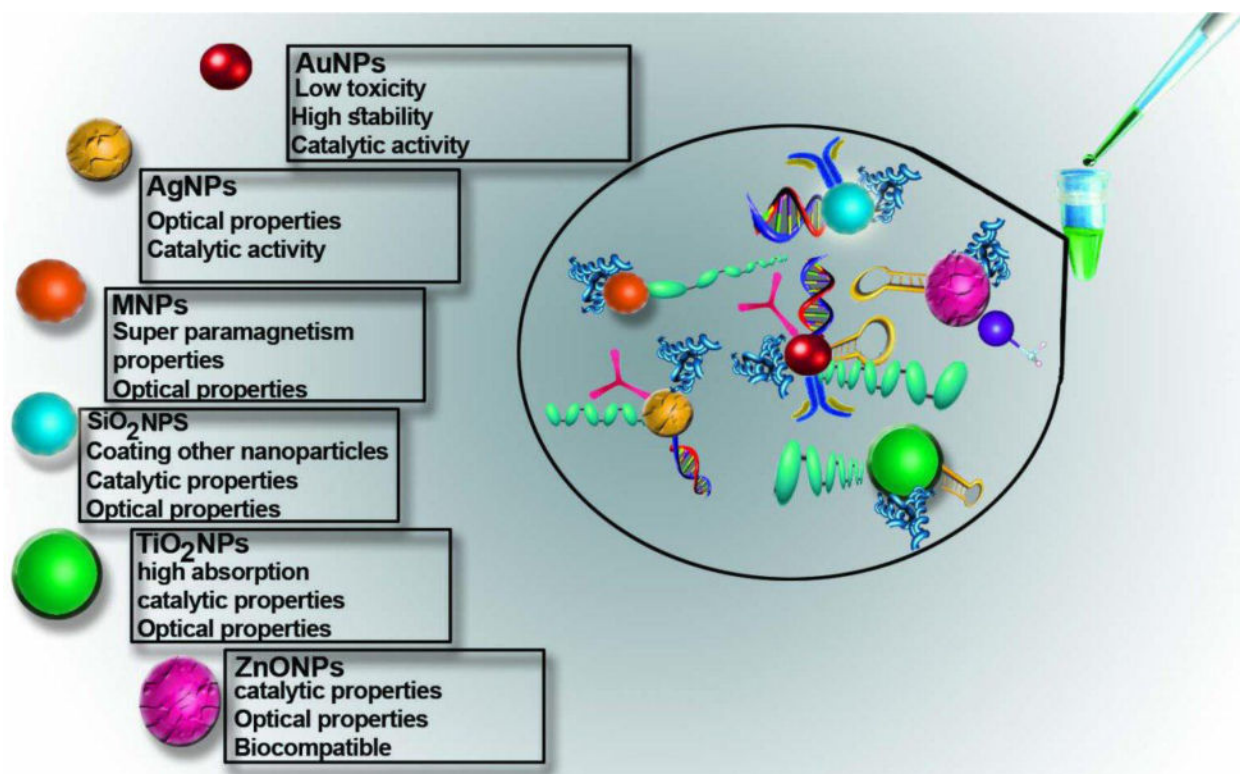 AuNPs
Low toxicity
High stability
Catalytic activity
AgNPs
Optical properties
Catalytic activity
MNPs
Super paramagnetism
properties
Optical properties
SiO₂NPS
Coating other nanoparticles
Catalytic properties
Optical properties
TiO₂NPs
high absorption
catalytic properties
Optical properties
ZnONPs
catalytic properties
Optical properties
Biocompatible